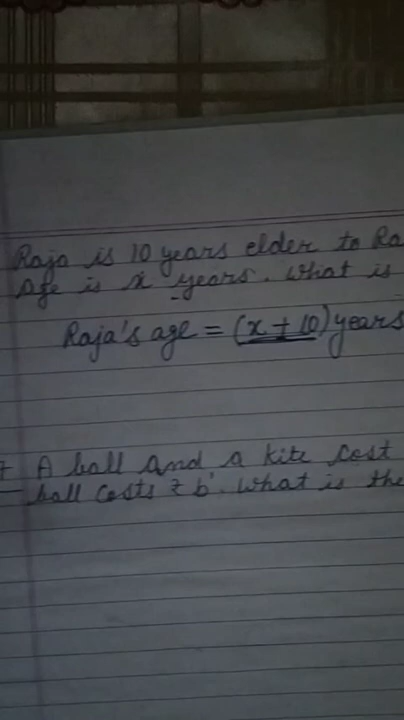 Raja is 10 years elder to Ra
Age is x years. What is
Raja's age = (x + 10) years
A ball and a kite cost
ball costs ₹ b. What is the